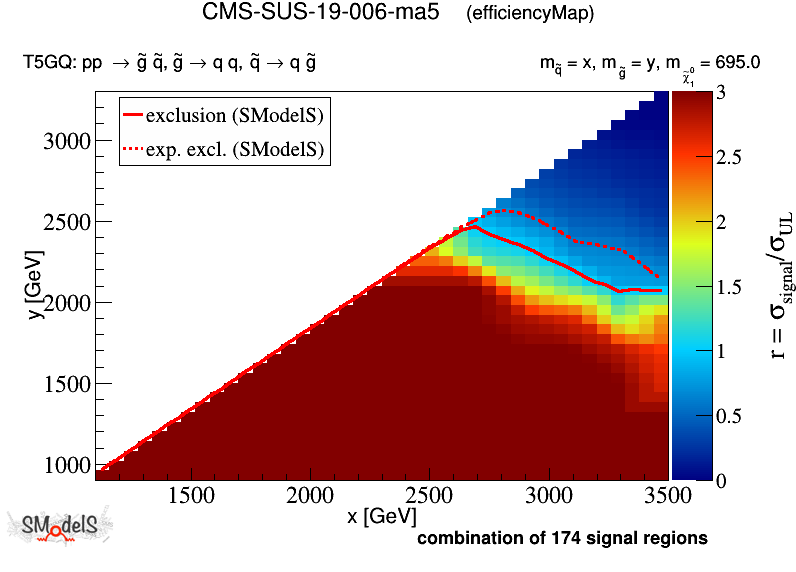 CMS-SUS-19-006-ma5 (efficiencyMap)
T5GQ: pp → g̃ q̃, g̃ → q q, q̃ → q g̃
m_q̃ = x, m_g̃ = y, m_χ̃₁⁰ = 695.0
exclusion (SModelS)
exp. excl. (SModelS)
3000
2500
2000
1500
1000
y [GeV]
1500 2000 2500 3000 3500
x [GeV]
3
2.5
2
1.5
1
0.5
0
r = σ_signal/σ_UL
SModelS
combination of 174 signal regions